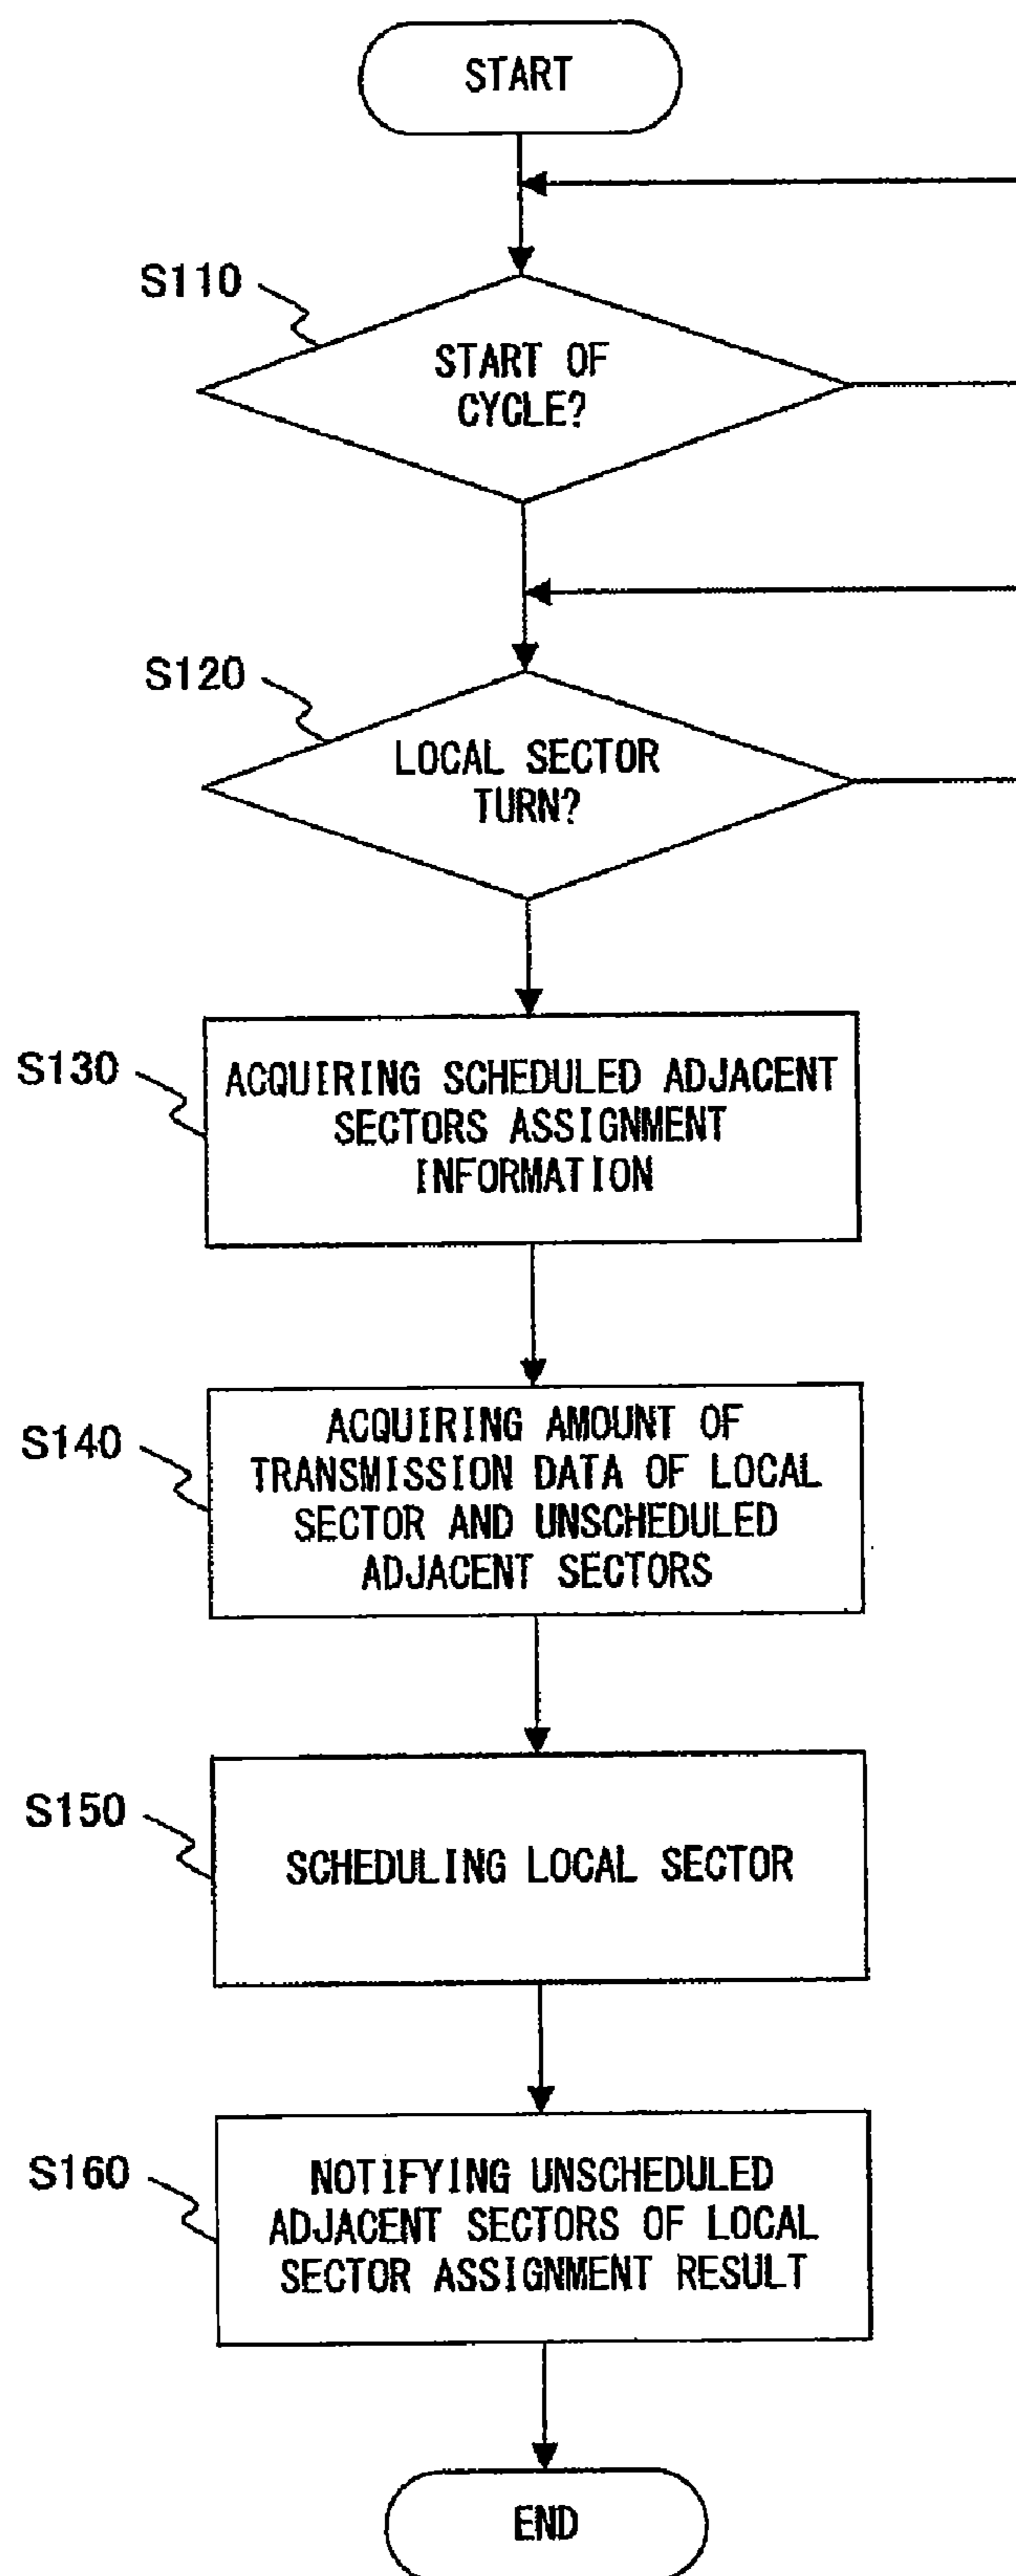 START
S110
START OF
CYCLE?
S120
LOCAL SECTOR
TURN?
S130
ACQUIRING SCHEDULED ADJACENT
SECTORS ASSIGNMENT
INFORMATION
S140
ACQUIRING AMOUNT OF
TRANSMISSION DATA OF LOCAL
SECTOR AND UNSCHEDULED
ADJACENT SECTORS
S150
SCHEDULING LOCAL SECTOR
S160
NOTIFYING UNSCHEDULED
ADJACENT SECTORS OF LOCAL
SECTOR ASSIGNMENT RESULT
END